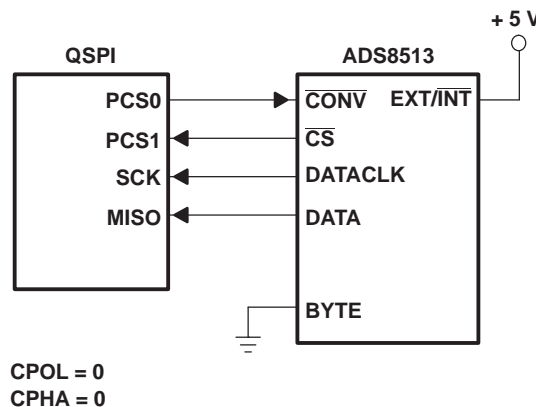 + 5 V
QSPI
ADS8513
PCS0
CONV
EXT/INT
PCS1
CS
SCK
DATACLK
MISO
DATA
BYTE
CPOL = 0
CPHA = 0